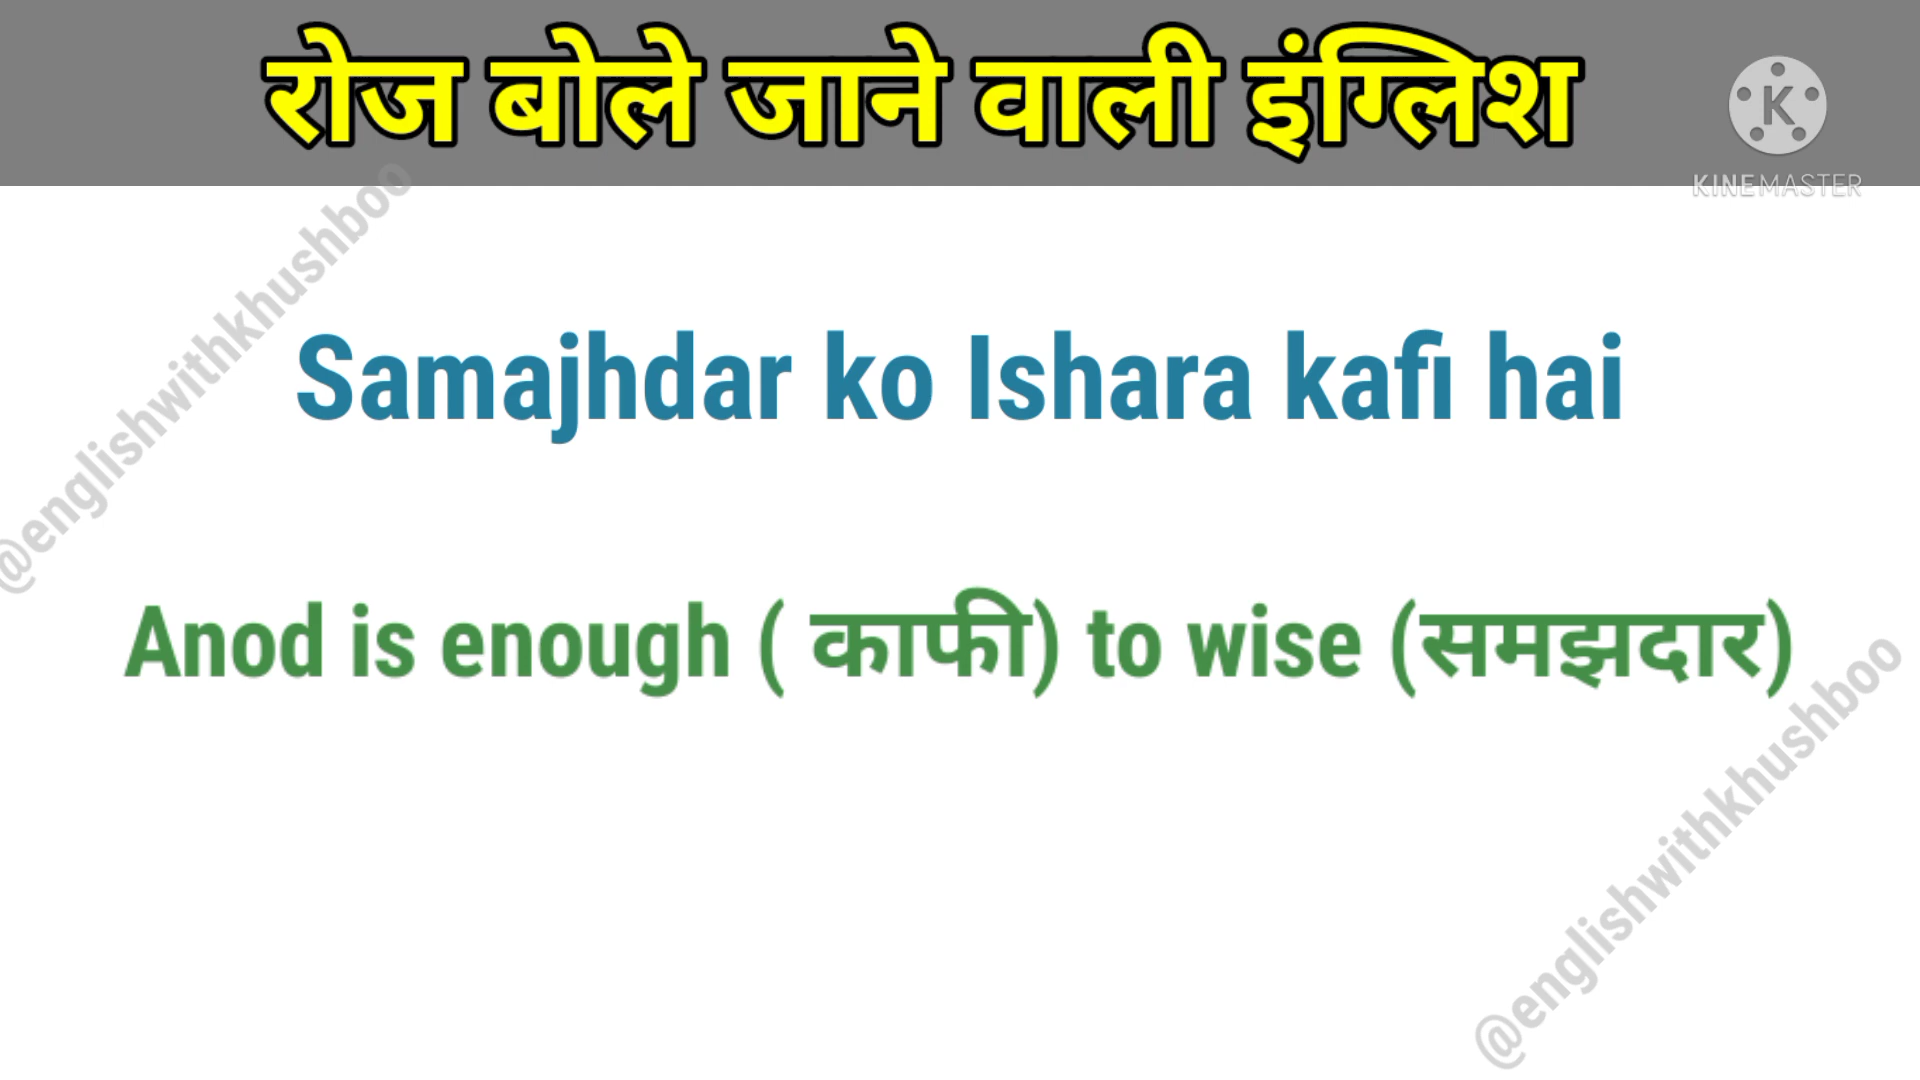 रोज बोले जाने वाली इंग्लिश
K
KINEMASTER
@englishwithkhushboo
Samajhdar ko Ishara kafi hai
Anod is enough ( काफी) to wise (समझदार)
@englishwithkhushboo